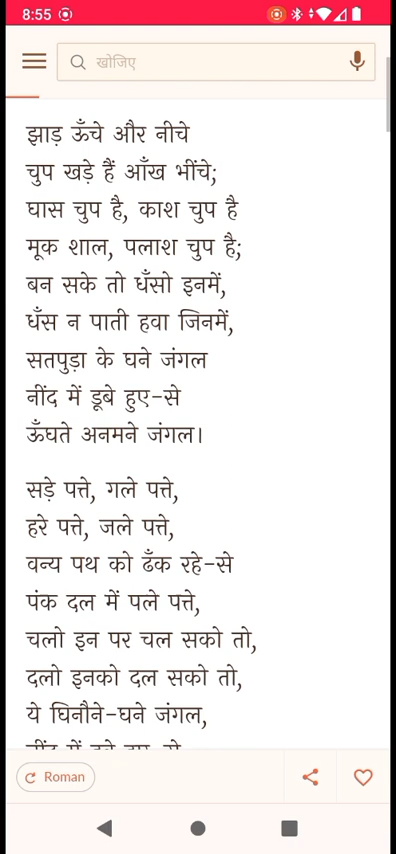 8:55
खोजिए
झाड़ ऊँचे और नीचे
चुप खड़े हैं आँख भींचे;
घास चुप है, काश चुप है
मूक शाल, पलाश चुप है;
बन सके तो धँसो इनमें,
धँस न पाती हवा जिनमें,
सतपुड़ा के घने जंगल
नींद में डूबे हुए-से
ऊँघते अनमने जंगल।
सड़े पत्ते, गले पत्ते,
हरे पत्ते, जले पत्ते,
वन्य पथ को ढँक रहे-से
पंक दल में पले पत्ते,
चलो इन पर चल सको तो,
दलो इनको दल सको तो,
ये घिनौने-घने जंगल,
Roman